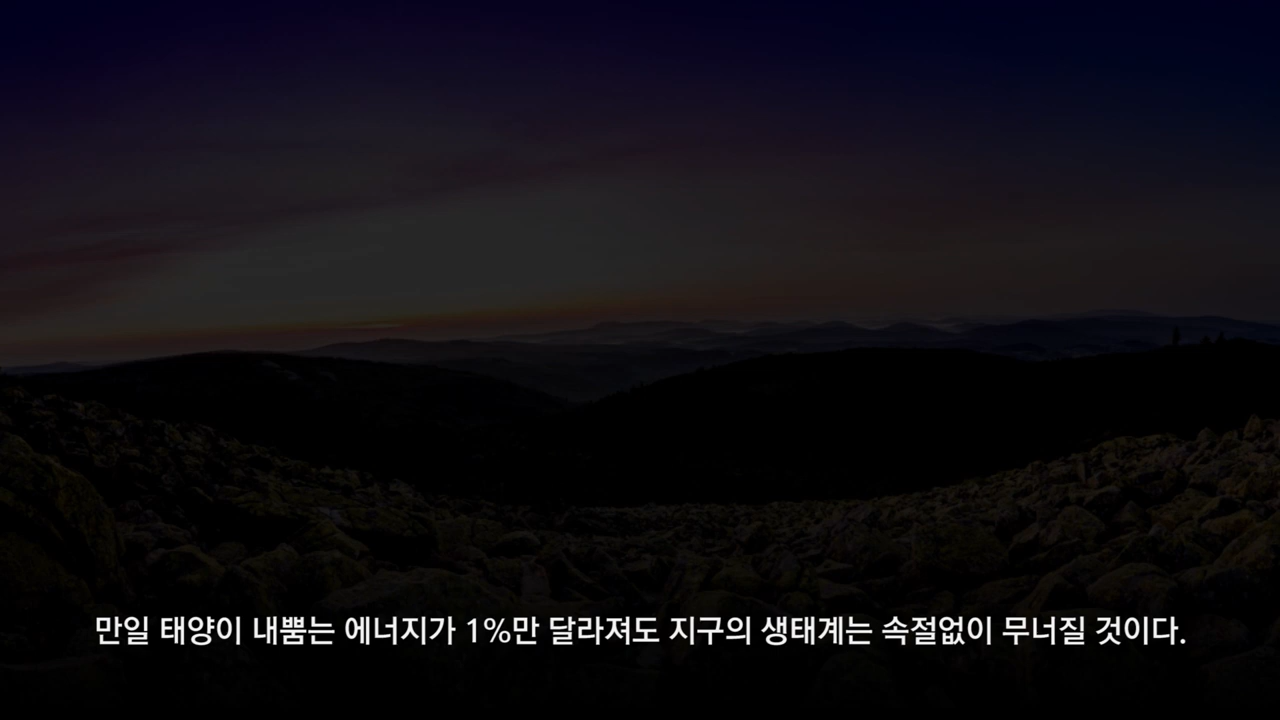 만일 태양이 내뿜는 에너지가 1%만 달라져도 지구의 생태계는 속절없이 무너질 것이다.